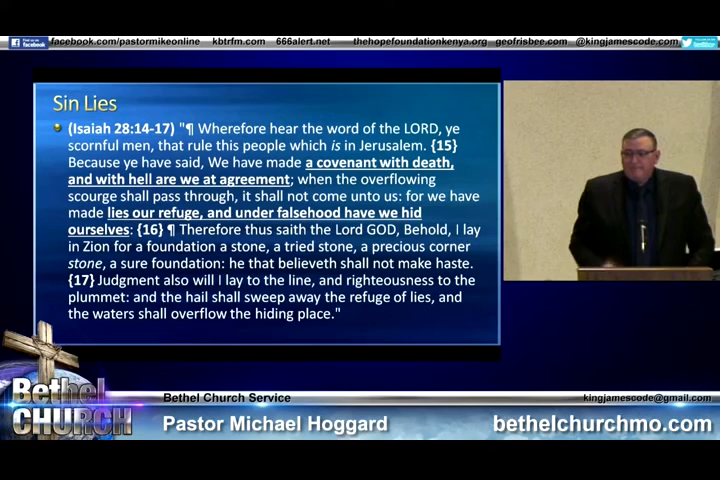 Find us on facebook
facebook.com/pastormikeonline kbtrfm.com 666alert.net thehopefoundationkenya.org geofrisbee.com @kingjamescode.com twitter
Sin Lies
(Isaiah 28:14-17) "¶ Wherefore hear the word of the LORD, ye
scornful men, that rule this people which is in Jerusalem. {15}
Because ye have said, We have made a covenant with death,
and with hell are we at agreement; when the overflowing
scourge shall pass through, it shall not come unto us: for we have
made lies our refuge, and under falsehood have we hid
ourselves: {16} ¶ Therefore thus saith the Lord GOD, Behold, I lay
in Zion for a foundation a stone, a tried stone, a precious corner
stone, a sure foundation: he that believeth shall not make haste.
{17} Judgment also will I lay to the line, and righteousness to the
plummet: and the hail shall sweep away the refuge of lies, and
the waters shall overflow the hiding place."
Bethel
CHURCH
Bethel Church Service kingjamescode@gmail.com
Pastor Michael Hoggard bethelchurchmo.com